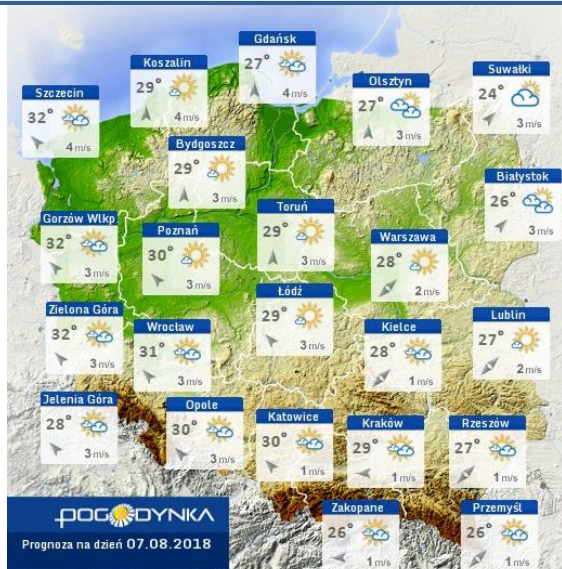 Gdańsk
27°
4 m/s
Koszalin
29°
4 m/s
Olsztyn
27°
3 m/s
Suwałki
24°
3 m/s
Szczecin
32°
4 m/s
Bydgoszcz
29°
3 m/s
Białystok
26°
3 m/s
Gorzów Wlkp
32°
3 m/s
Poznań
30°
3 m/s
Toruń
29°
3 m/s
Warszawa
28°
2 m/s
Zielona Góra
32°
3 m/s
Wrocław
31°
3 m/s
Łódź
29°
3 m/s
Kielce
28°
1 m/s
Lublin
27°
2 m/s
Jelenia Góra
28°
3 m/s
Opole
30°
3 m/s
Katowice
30°
1 m/s
Kraków
29°
1 m/s
Rzeszów
27°
1 m/s
Zakopane
26°
1 m/s
Przemyśl
26°
1 m/s
POGODYNKA
Prognoza na dzień 07.08.2018